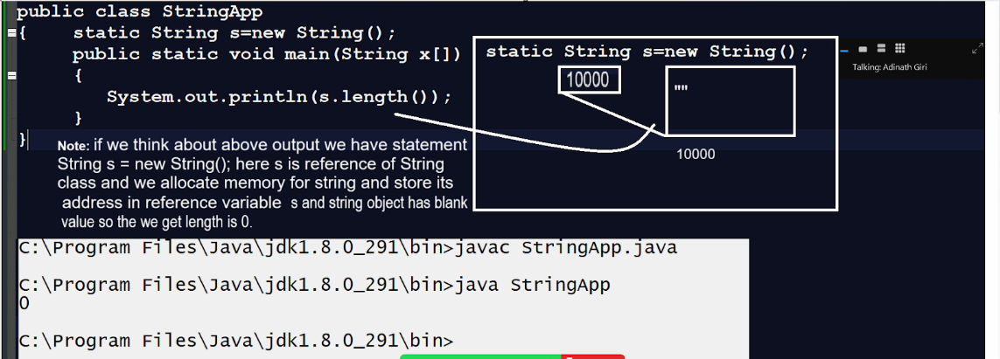 public class StringApp
{ static String s=new String();
public static void main(String x[])
{
System.out.println(s.length());
}
}
Note: if we think about above output we have statement
String s = new String(); here s is reference of String
class and we allocate memory for string and store its
address in reference variable s and string object has blank
value so the we get length is 0.
static String s=new String();
10000
""
10000
Talking: Adinath Giri
C:\Program Files\Java\jdk1.8.0_291\bin>javac StringApp.java
C:\Program Files\Java\jdk1.8.0_291\bin>java StringApp
0
C:\Program Files\Java\jdk1.8.0_291\bin>